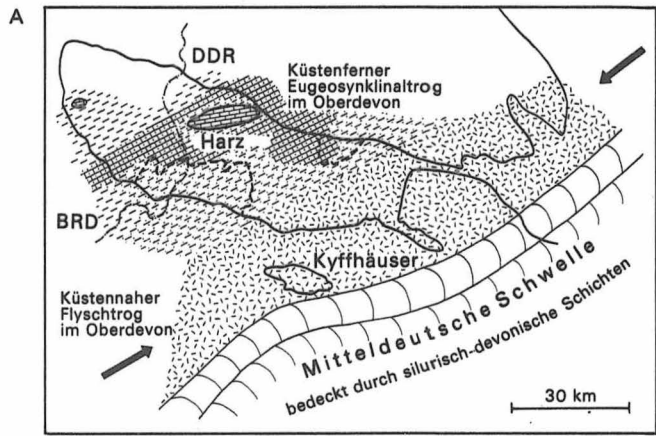 A
DDR
Küstenferner
Eugeosynklinaltrog
im Oberdevon
Harz
BRD
Kyffhäuser
Küstennaher
Flyschtrog
im Oberdevon
Mitteldeutsche Schwelle
bedeckt durch silurisch-devonische Schichten
30 km